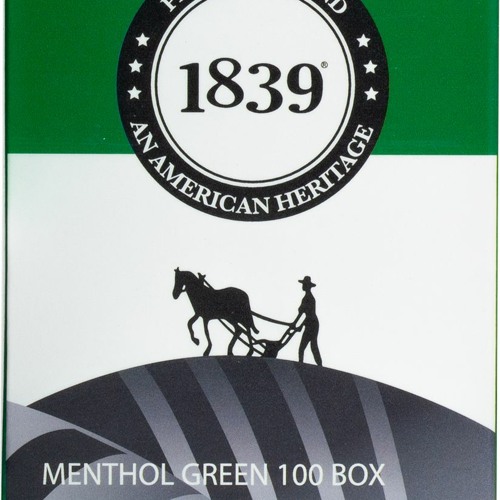 1839®
AN AMERICAN HERITAGE
MENTHOL GREEN 100 BOX